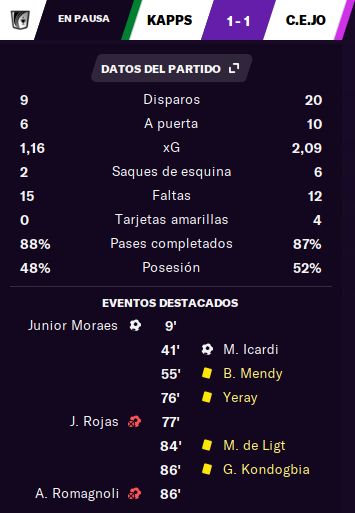 EN PAUSA KAPPS 1 - 1 C.E.JO
DATOS DEL PARTIDO
9 Disparos 20
6 A puerta 10
1,16 xG 2,09
2 Saques de esquina 6
15 Faltas 12
0 Tarjetas amarillas 4
88% Pases completados 87%
48% Posesión 52%
EVENTOS DESTACADOS
Junior Moraes 9'
41' M. Icardi
55' B. Mendy
76' Yeray
J. Rojas 77'
84' M. de Ligt
86' G. Kondogbia
A. Romagnoli 86'